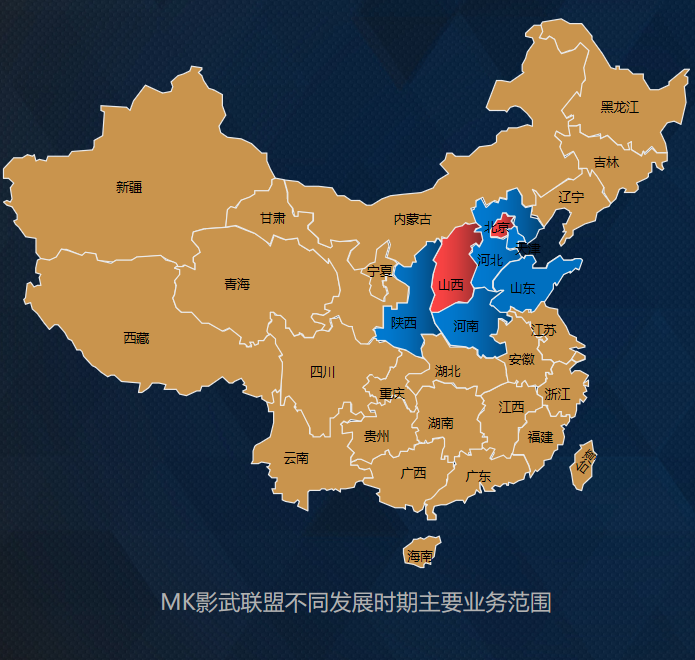 黑龙江
吉林
辽宁
新疆
甘肃
内蒙古
北京
天津
宁夏
河北
青海
山西
山东
陕西
河南
西藏
江苏
安徽
四川
湖北
重庆
浙江
江西
湖南
贵州
福建
云南
台湾
广西
广东
海南
MK影武联盟不同发展时期主要业务范围